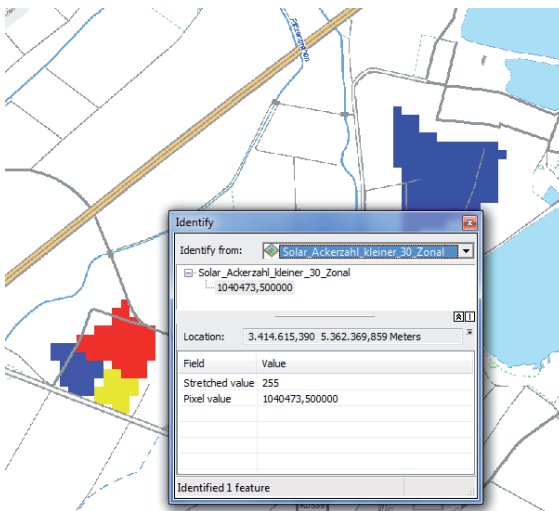 Identify
Identify from:
Solar_Ackerzahl_kleiner_30_Zonal
Solar_Ackerzahl_kleiner_30_Zonal
1040473,500000
Location:
3.414.615,390 5.362.369,859 Meters
Field Value
Stretched value 255
Pixel value 1040473,500000
Identified 1 feature